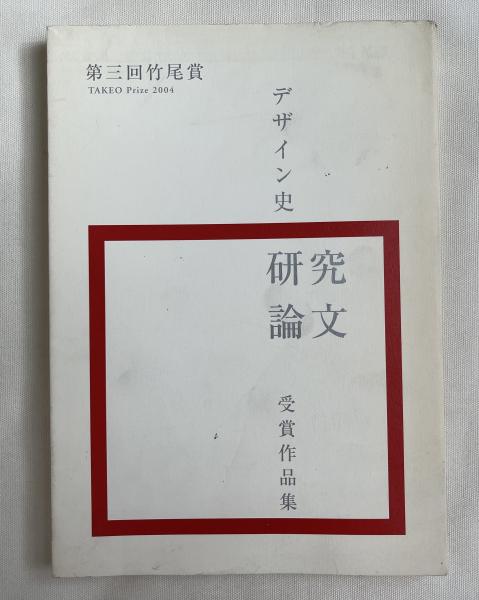 第三回竹尾賞
TAKEO Prize 2004
デザイン史
研究
論文
受賞作品集